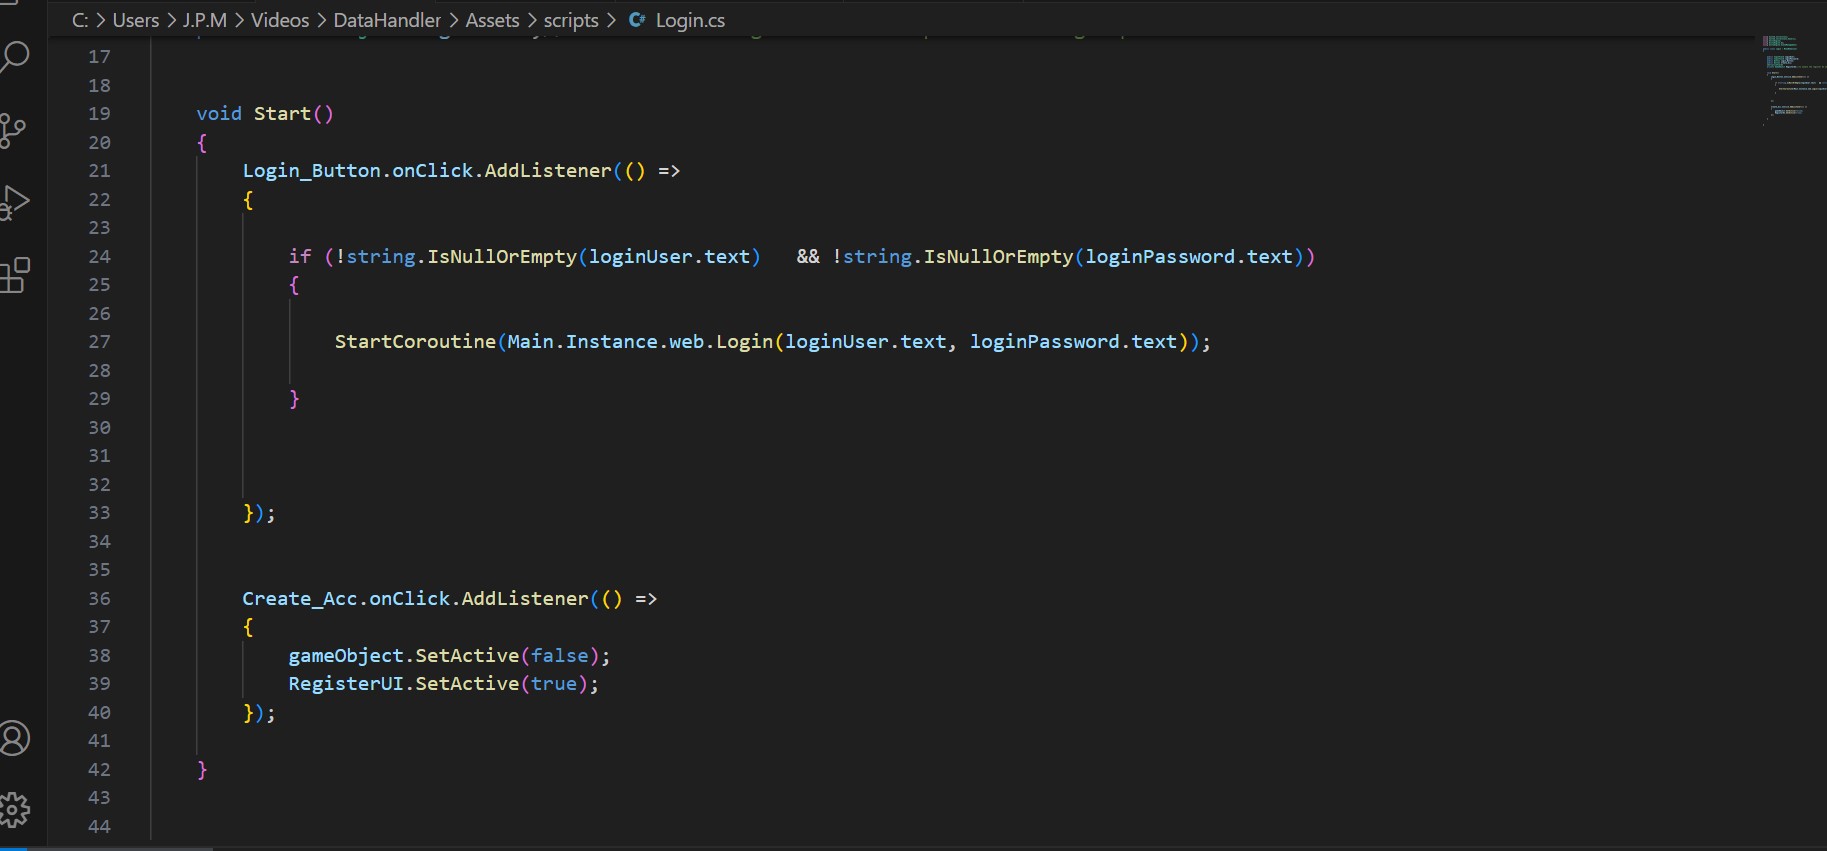 C: > Users > J.P.M > Videos > DataHandler > Assets > scripts > C# Login.cs
17
18
19 void Start()
20 {
21 Login_Button.onClick.AddListener(() =>
22 {
23
24 if (!string.IsNullOrEmpty(loginUser.text)   && !string.IsNullOrEmpty(loginPassword.text))
25 {
26
27 StartCoroutine(Main.Instance.web.Login(loginUser.text, loginPassword.text));
28
29 }
30
31
32
33 });
34
35
36 Create_Acc.onClick.AddListener(() =>
37 {
38 gameObject.SetActive(false);
39 RegisterUI.SetActive(true);
40 });
41
42 }
43
44